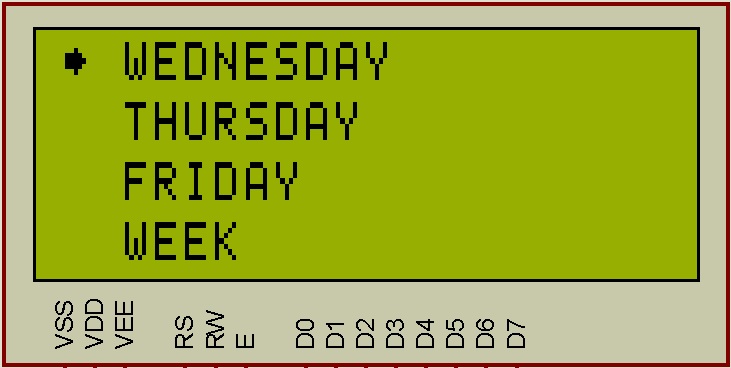 ➧ WEDNESDAY
THURSDAY
FRIDAY
WEEK
VSS VDD VEE RS RW E D0 D1 D2 D3 D4 D5 D6 D7